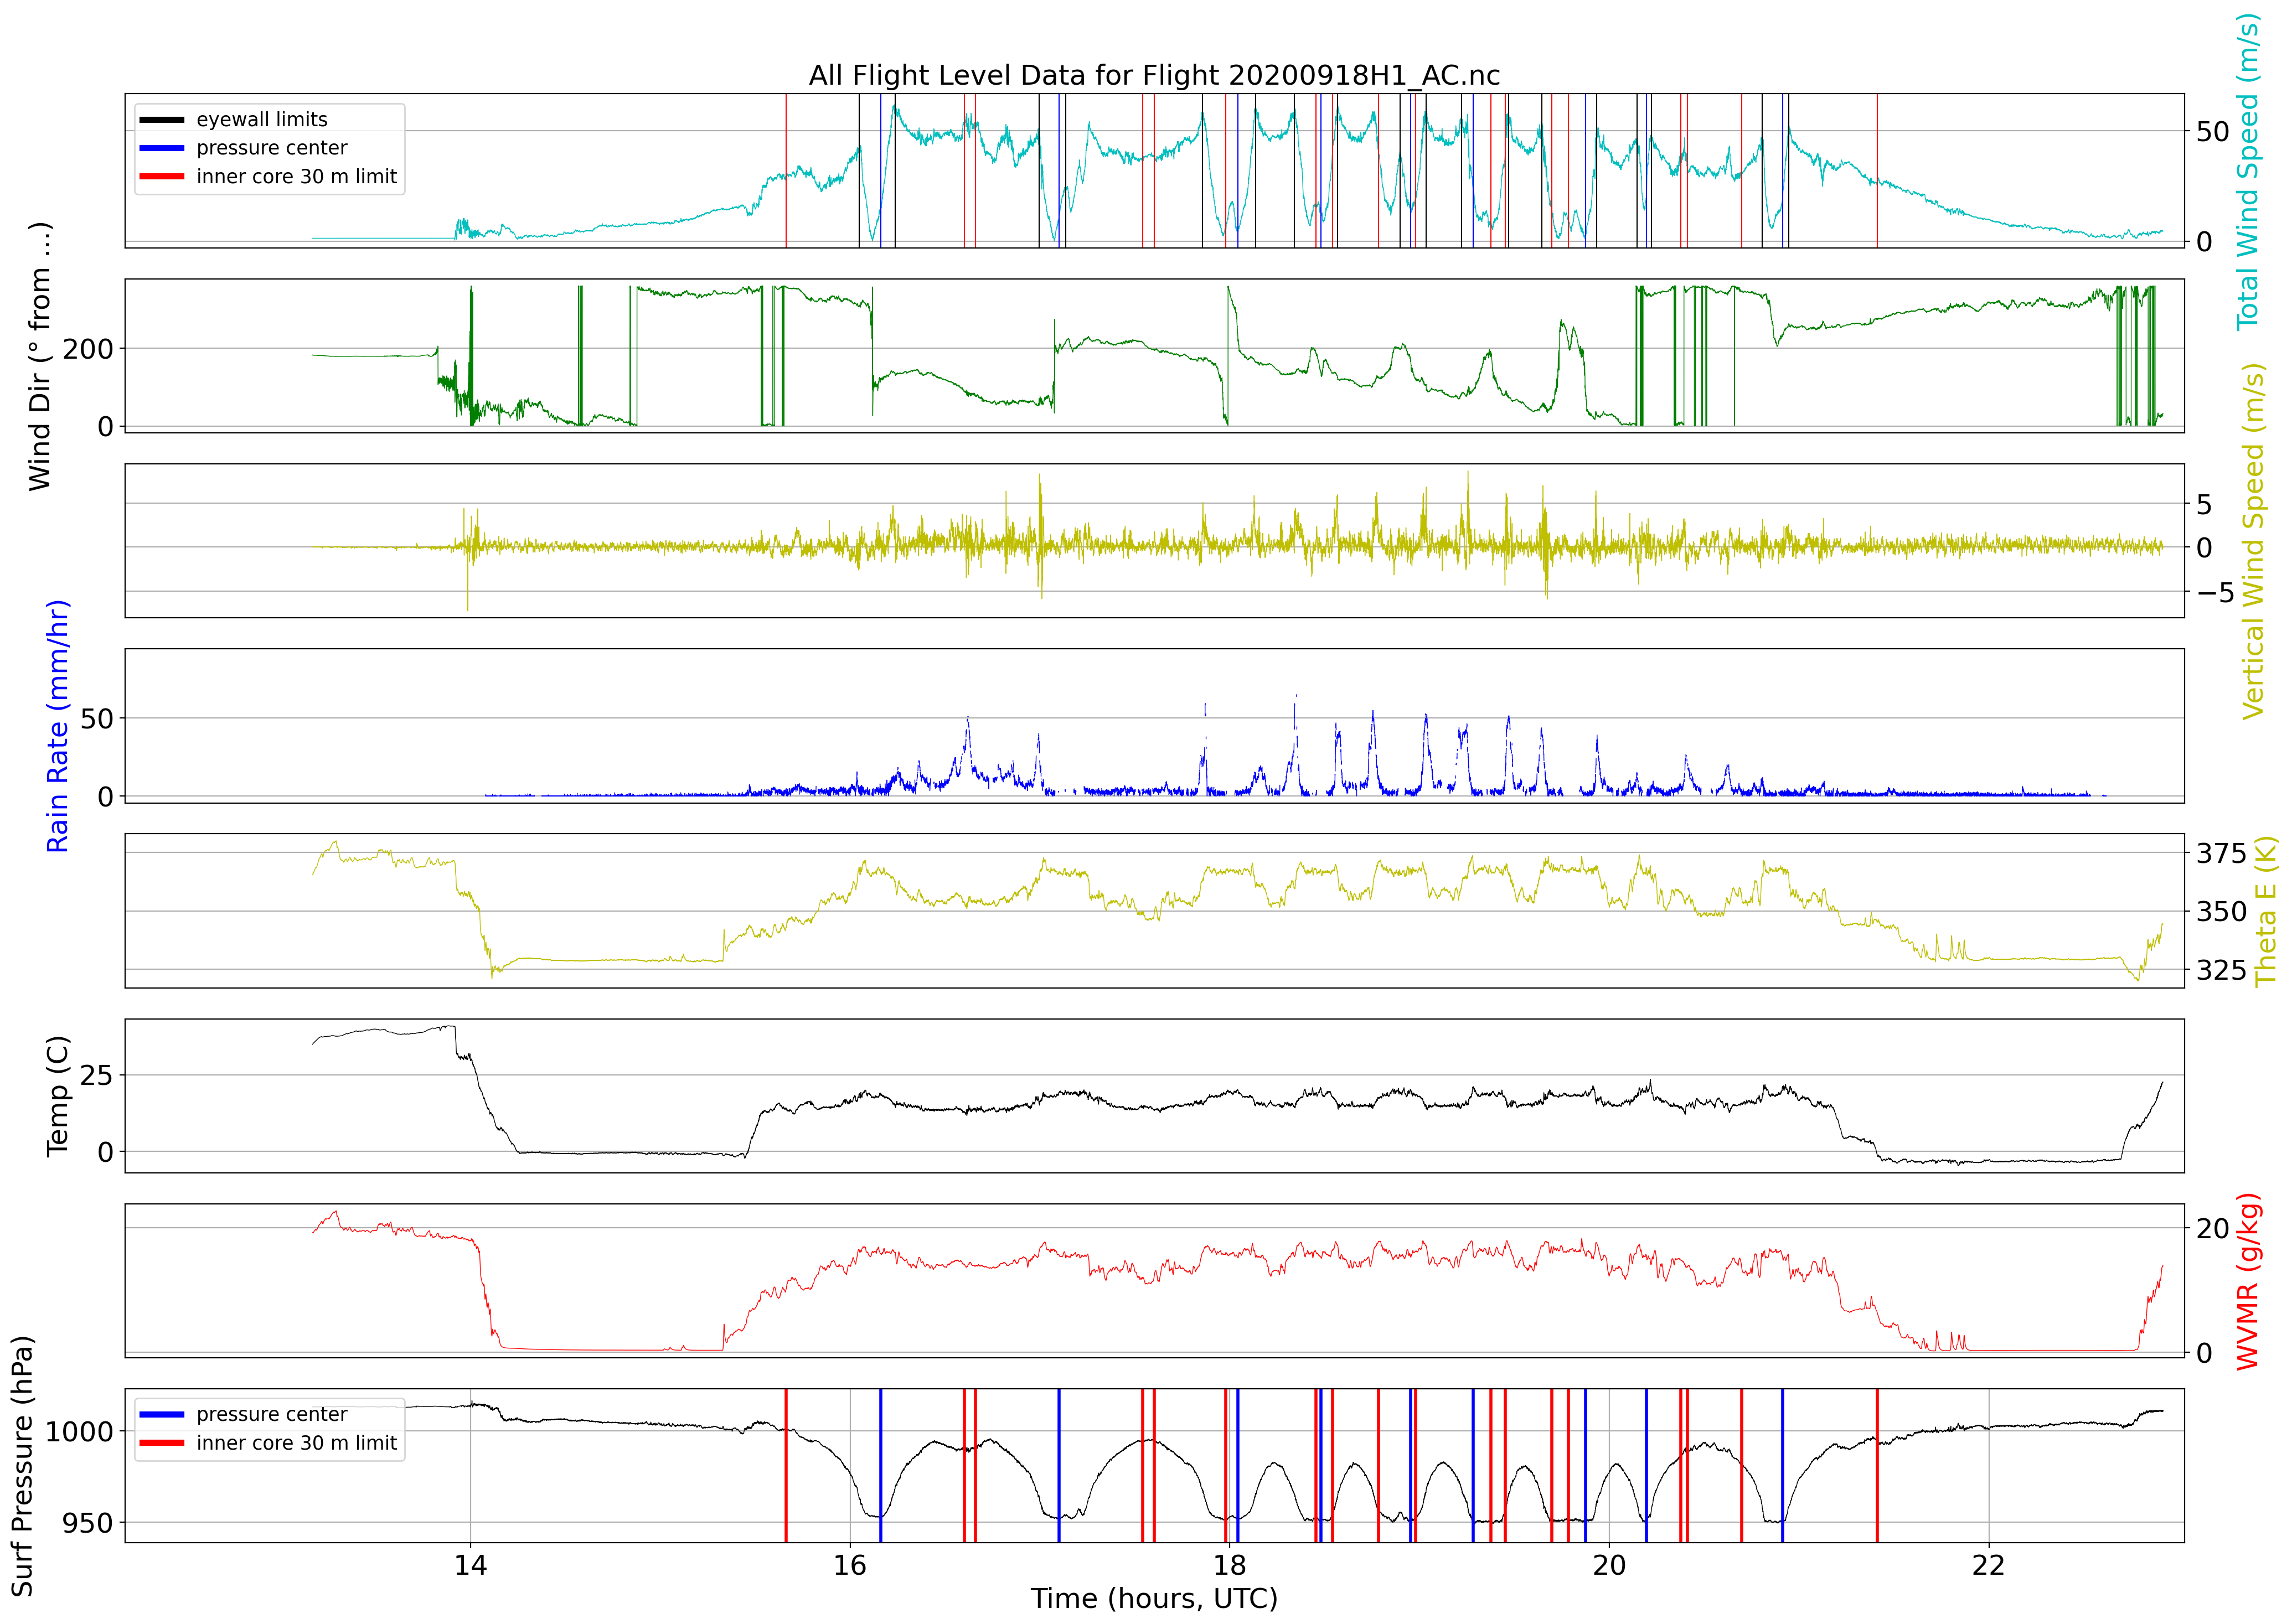 All Flight Level Data for Flight 20200918H1_AC.nc
eyewall limits
pressure center
inner core 30 m limit
50
0
Total Wind Speed (m/s)
Wind Dir (° from ...)
200
0
5
0
−5
Vertical Wind Speed (m/s)
Rain Rate (mm/hr)
50
0
375
350
325
Theta E (K)
Temp (C)
25
0
20
0
WVMR (g/kg)
Surf Pressure (hPa)
1000
950
pressure center
inner core 30 m limit
14 16 18 20 22
Time (hours, UTC)